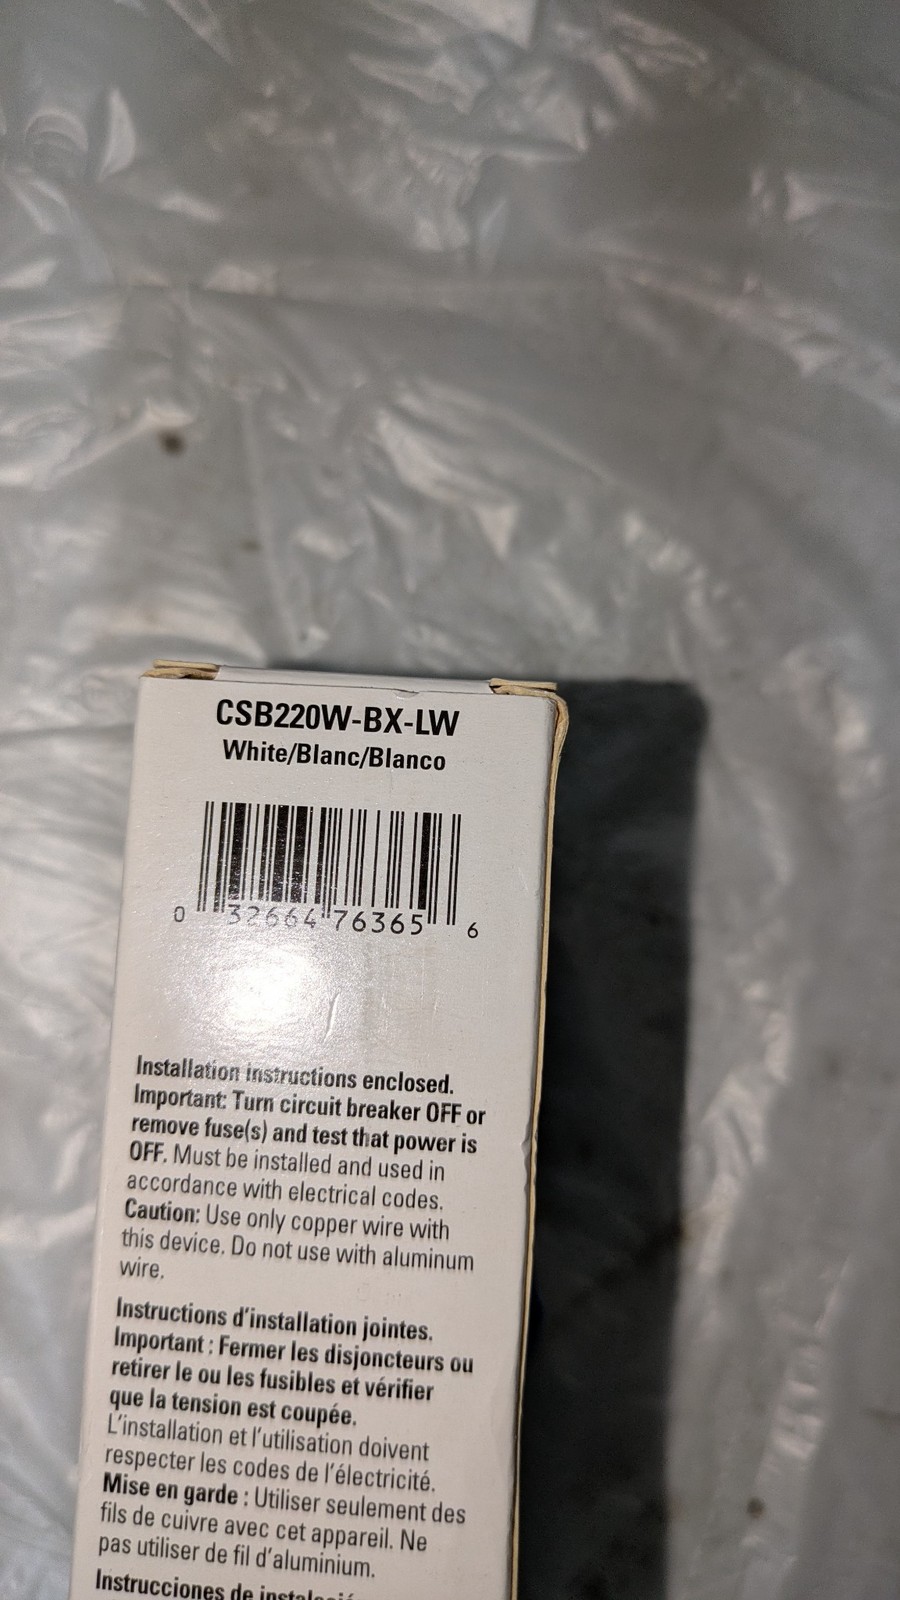 CSB220W-BX-LW
White/Blanc/Blanco
0 32664 76365 6
Installation instructions enclosed.
Important: Turn circuit breaker OFF or
remove fuse(s) and test that power is
OFF. Must be installed and used in
accordance with electrical codes.
Caution: Use only copper wire with
this device. Do not use with aluminum
wire.
Instructions d'installation jointes.
Important : Fermer les disjoncteurs ou
retirer le ou les fusibles et vérifier
que la tension est coupée.
L'installation et l'utilisation doivent
respecter les codes de l'électricité.
Mise en garde : Utiliser seulement des
fils de cuivre avec cet appareil. Ne
pas utiliser de fil d'aluminium.
Instrucciones de